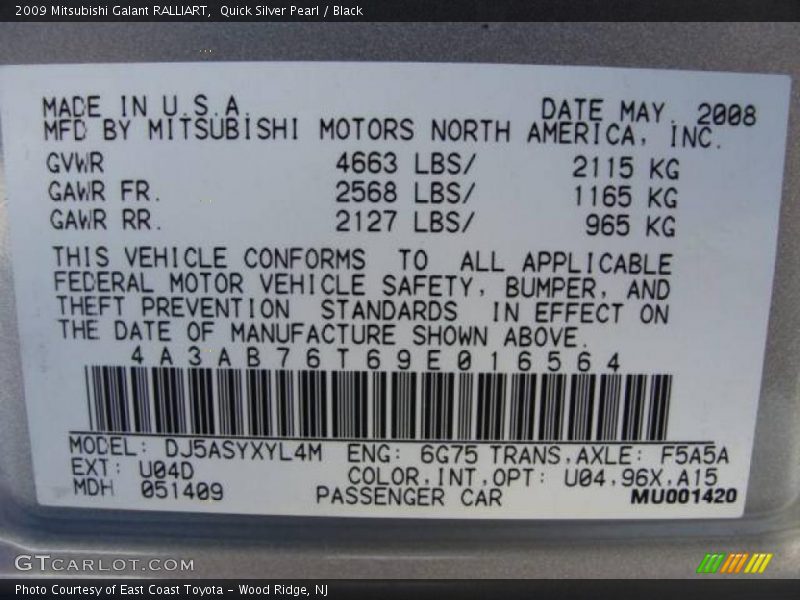 2009 Mitsubishi Galant RALLIART, Quick Silver Pearl / Black
MADE IN U.S.A. DATE MAY. 2008
MFD BY MITSUBISHI MOTORS NORTH AMERICA, INC.
GVWR 4663 LBS/ 2115 KG
GAWR FR. 2568 LBS/ 1165 KG
GAWR RR. 2127 LBS/ 965 KG
THIS VEHICLE CONFORMS TO ALL APPLICABLE
FEDERAL MOTOR VEHICLE SAFETY, BUMPER, AND
THEFT PREVENTION STANDARDS IN EFFECT ON
THE DATE OF MANUFACTURE SHOWN ABOVE.
4A3AB76T69E016564
MODEL: DJ5ASYXYL4M ENG: 6G75 TRANS.AXLE: F5A5A
EXT: U04D COLOR.INT.OPT: U04.96X.A15
MDH 051409 PASSENGER CAR MU001420
GTCARLOT.COM
Photo Courtesy of East Coast Toyota - Wood Ridge, NJ